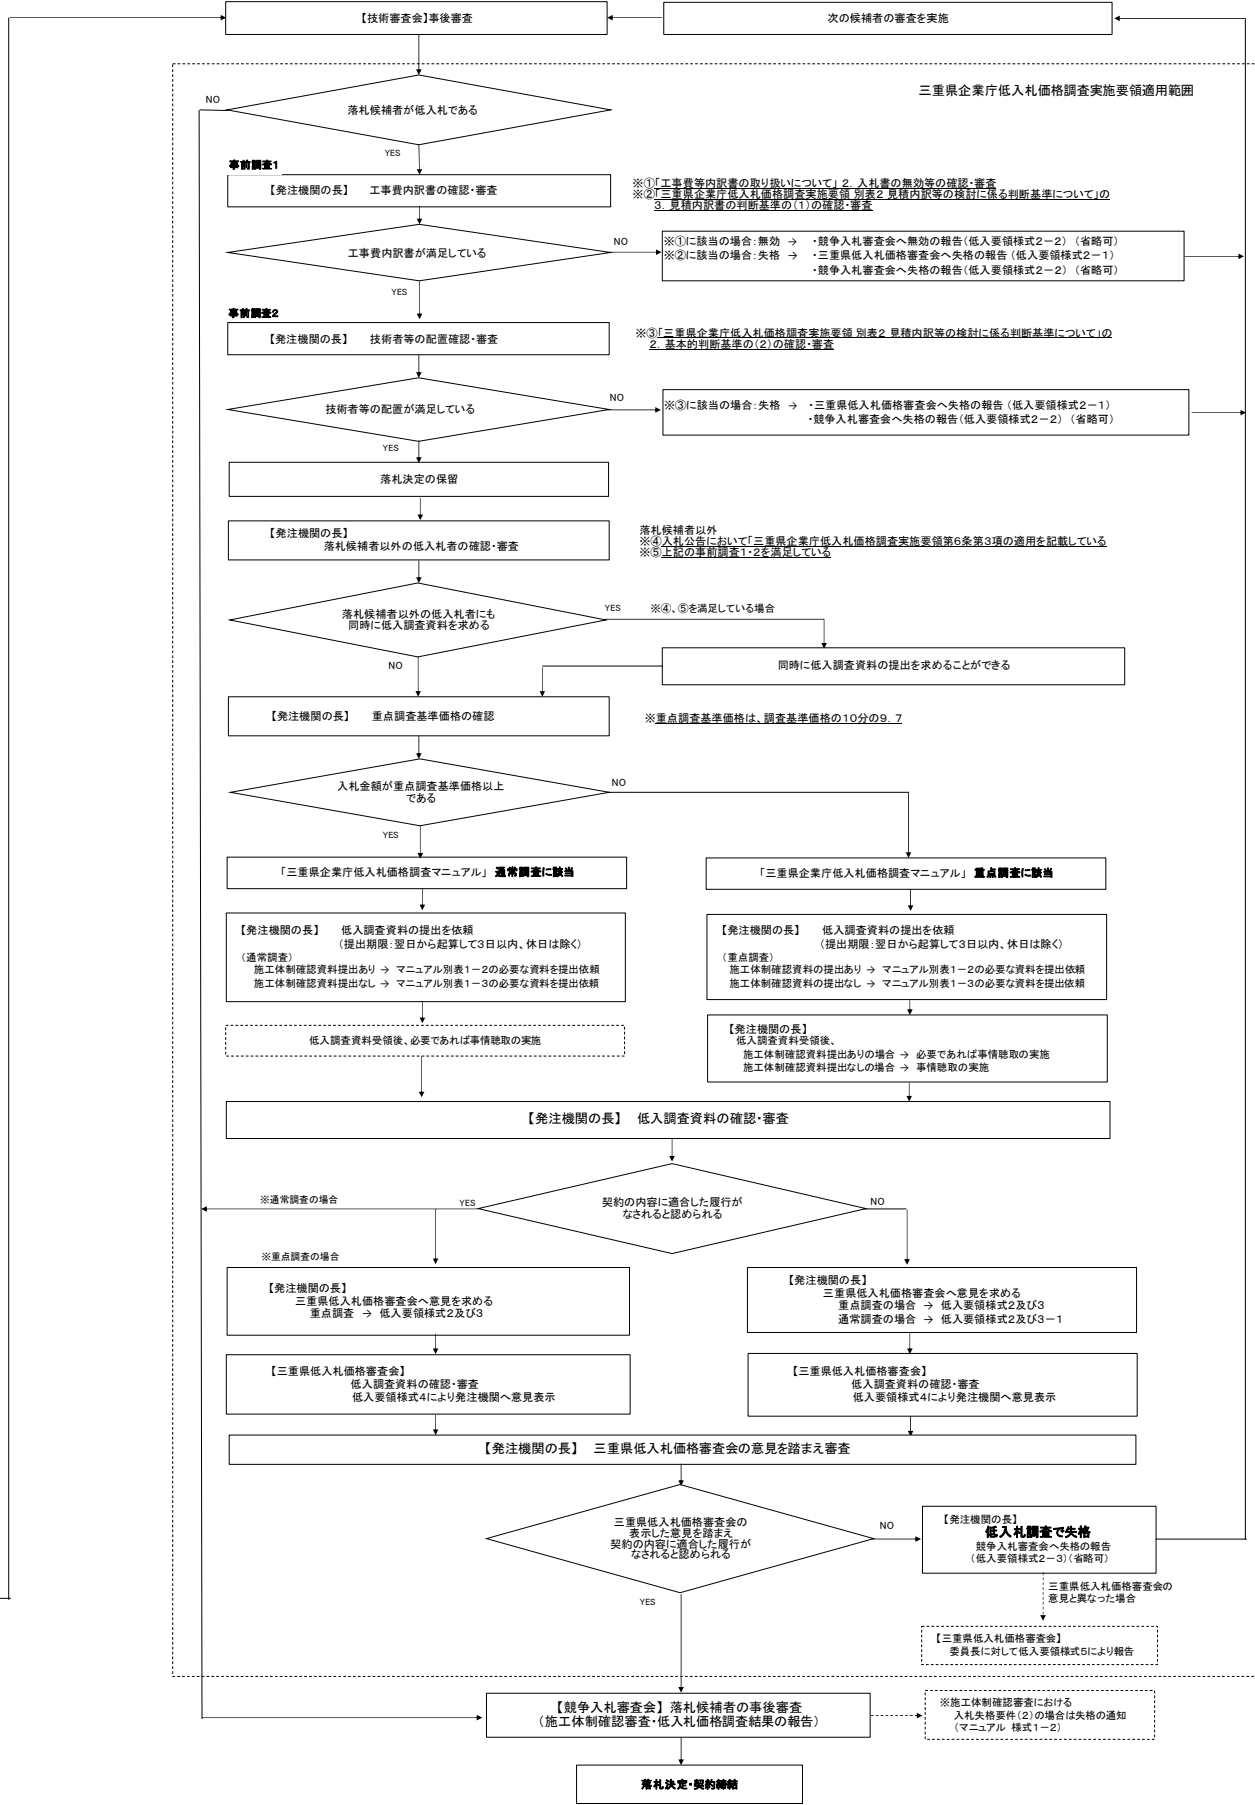 【技術審査会】事後審査
次の候補者の審査を実施
三重県企業庁低入札価格調査実施要領適用範囲
NO
落札候補者が低入札である
YES
事前調査1
【発注機関の長】　工事費内訳書の確認・審査
※①「工事費等内訳書の取り扱いについて」 2. 入札書の無効等の確認・審査
※②「三重県企業庁低入札価格調査実施要領 別表2 見積内訳等の検討に係る判断基準について」の
3. 見積内訳書の判断基準の(1)の確認・審査
工事費内訳書が満足している
NO
※①に該当の場合：無効 → ・競争入札審査会へ無効の報告(低入要領様式2-2) (省略可)
※②に該当の場合：失格 → ・三重県低入札価格審査会へ失格の報告(低入要領様式2-1)
・競争入札審査会へ失格の報告(低入要領様式2-2) (省略可)
YES
事前調査2
【発注機関の長】　技術者等の配置確認・審査
※③「三重県企業庁低入札価格調査実施要領 別表2 見積内訳等の検討に係る判断基準について」の
2. 基本的判断基準の(2)の確認・審査
技術者等の配置が満足している
NO
※③に該当の場合：失格 → ・三重県低入札価格審査会へ失格の報告(低入要領様式2-1)
・競争入札審査会へ失格の報告(低入要領様式2-2) (省略可)
YES
落札決定の保留
【発注機関の長】
落札候補者以外の低入札者の確認・審査
落札候補者以外
※④入札公告において「三重県企業庁低入札価格調査実施要領第6条第3項の適用を記載している
※⑤上記の事前調査1・2を満足している
落札候補者以外の低入札者にも
同時に低入調査資料を求める
YES
※④、⑤を満足している場合
NO
同時に低入調査資料の提出を求めることができる
【発注機関の長】　重点調査基準価格の確認
※重点調査基準価格は、調査基準価格の10分の9. 7
入札金額が重点調査基準価格以上
である
NO
YES
「三重県企業庁低入札価格調査マニュアル」 通常調査に該当
「三重県企業庁低入札価格調査マニュアル」 重点調査に該当
【発注機関の長】　低入調査資料の提出を依頼
(提出期限：翌日から起算して3日以内、休日は除く)
(通常調査)
施工体制確認資料提出あり → マニュアル別表1-2の必要な資料を提出依頼
施工体制確認資料提出なし → マニュアル別表1-3の必要な資料を提出依頼
【発注機関の長】　低入調査資料の提出を依頼
(提出期限：翌日から起算して3日以内、休日は除く)
(重点調査)
施工体制確認資料の提出あり → マニュアル別表1-2の必要な資料を提出依頼
施工体制確認資料の提出なし → マニュアル別表1-3の必要な資料を提出依頼
低入調査資料受領後、必要であれば事情聴取の実施
【発注機関の長】
低入調査資料受領後、
施工体制確認資料提出ありの場合 → 必要であれば事情聴取の実施
施工体制確認資料提出なしの場合 → 事情聴取の実施
【発注機関の長】　低入調査資料の確認・審査
※通常調査の場合
YES
契約の内容に適合した履行が
なされると認められる
NO
※重点調査の場合
【発注機関の長】
三重県低入札価格審査会へ意見を求める
重点調査 → 低入要領様式2及び3
【発注機関の長】
三重県低入札価格審査会へ意見を求める
重点調査の場合 → 低入要領様式2及び3
通常調査の場合 → 低入要領様式2及び3-1
【三重県低入札価格審査会】
低入調査資料の確認・審査
低入要領様式4により発注機関へ意見表示
【三重県低入札価格審査会】
低入調査資料の確認・審査
低入要領様式4により発注機関へ意見表示
【発注機関の長】　三重県低入札価格審査会の意見を踏まえ審査
三重県低入札価格審査会の
表示した意見を踏まえ
契約の内容に適合した履行が
なされると認められる
NO
【発注機関の長】
低入札調査で失格
競争入札審査会へ失格の報告
(低入要領様式2-3)(省略可)
三重県低入札価格審査会の
意見と異なった場合
YES
【三重県低入札価格審査会】
委員長に対して低入要領様式5により報告
【競争入札審査会】落札候補者の事後審査
(施工体制確認審査・低入札価格調査結果の報告)
※施工体制確認審査における
入札失格要件(2)の場合は失格の通知
(マニュアル 様式1-2)
落札決定・契約締結